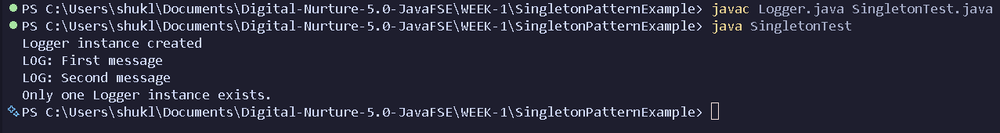 PS C:\Users\shukl\Documents\Digital-Nurture-5.0-JavaFSE\WEEK-1\SingletonPatternExample> javac Logger.java SingletonTest.java
PS C:\Users\shukl\Documents\Digital-Nurture-5.0-JavaFSE\WEEK-1\SingletonPatternExample> java SingletonTest
Logger instance created
LOG: First message
LOG: Second message
Only one Logger instance exists.
PS C:\Users\shukl\Documents\Digital-Nurture-5.0-JavaFSE\WEEK-1\SingletonPatternExample>